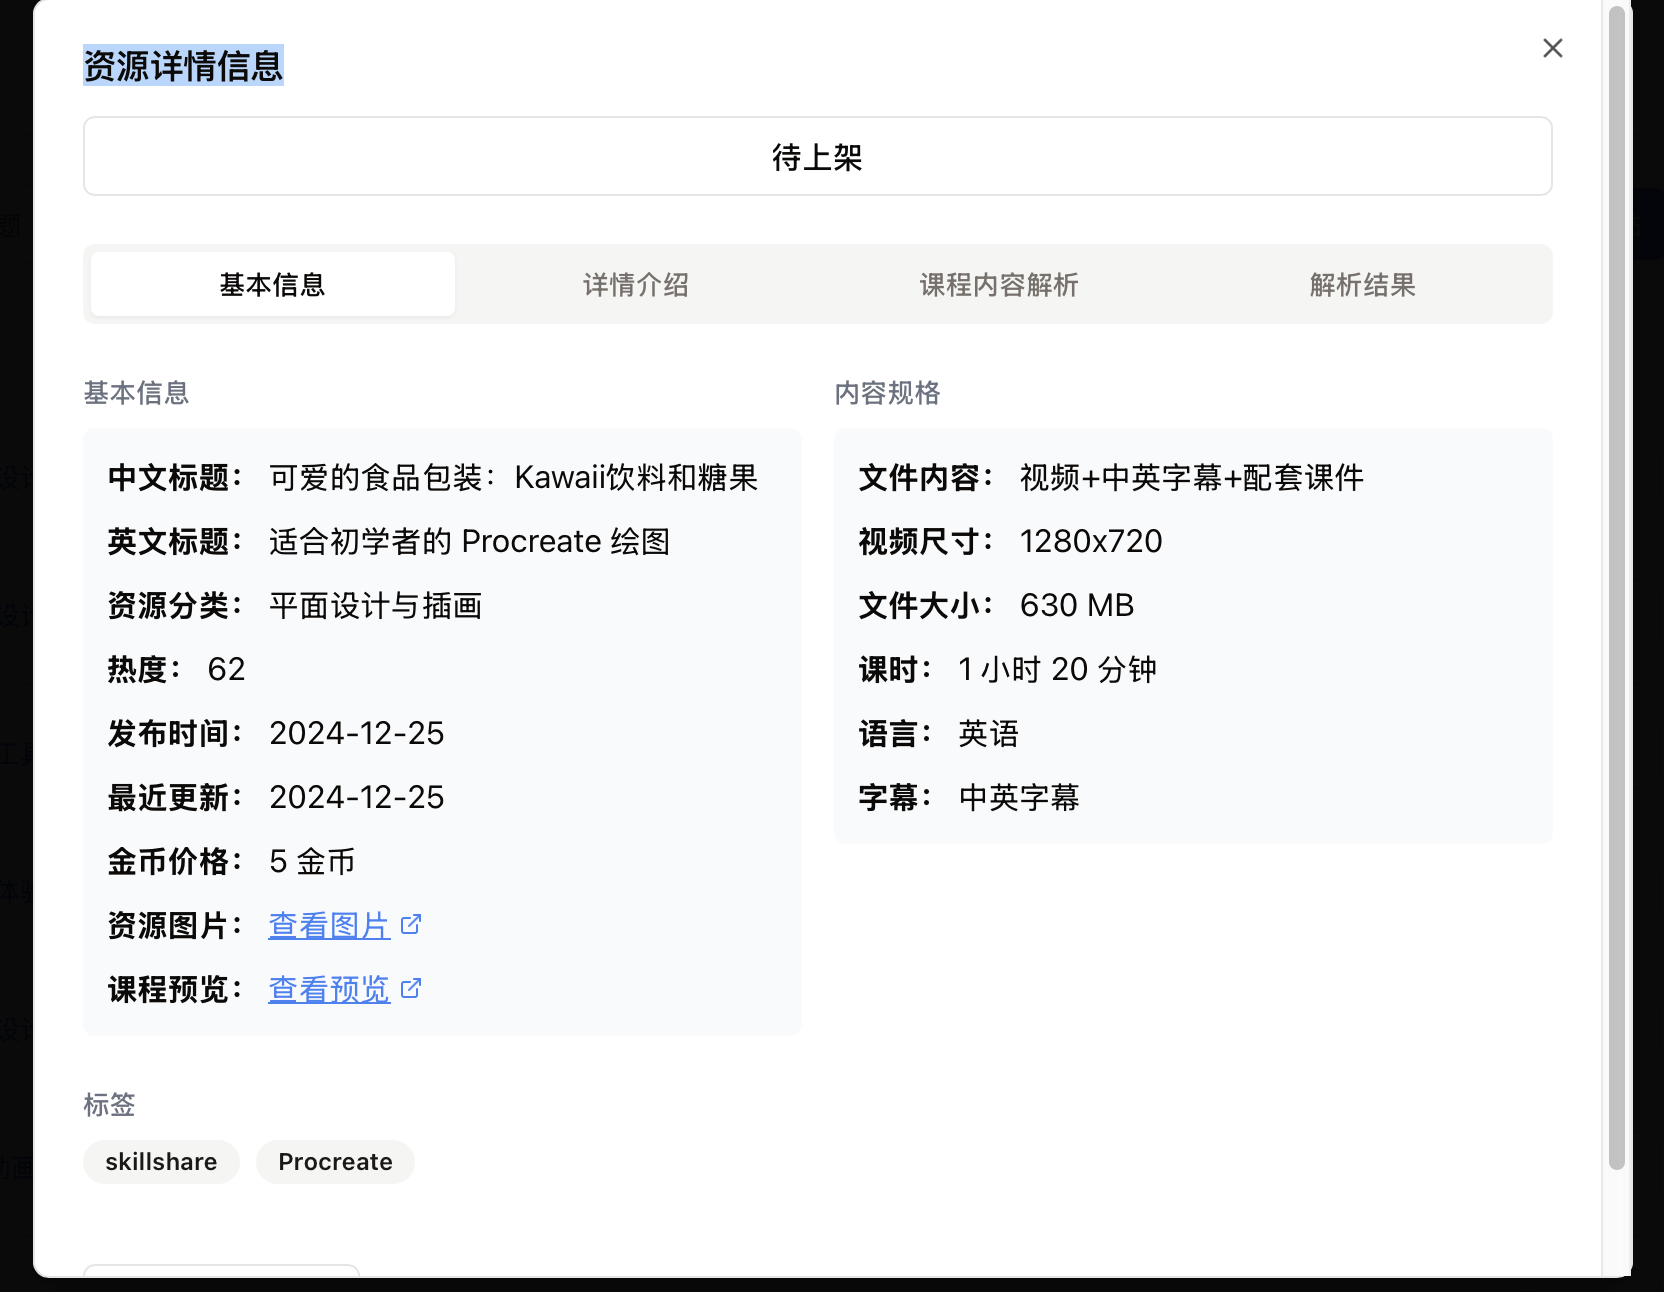 资源详情信息
待上架
基本信息
详情介绍
课程内容解析
解析结果
基本信息
中文标题： 可爱的食品包装：Kawaii饮料和糖果
英文标题： 适合初学者的 Procreate 绘图
资源分类： 平面设计与插画
热度： 62
发布时间： 2024-12-25
最近更新： 2024-12-25
金币价格： 5 金币
资源图片： 查看图片
课程预览： 查看预览
内容规格
文件内容： 视频+中英字幕+配套课件
视频尺寸： 1280x720
文件大小： 630 MB
课时： 1 小时 20 分钟
语言： 英语
字幕： 中英字幕
标签
skillshare
Procreate